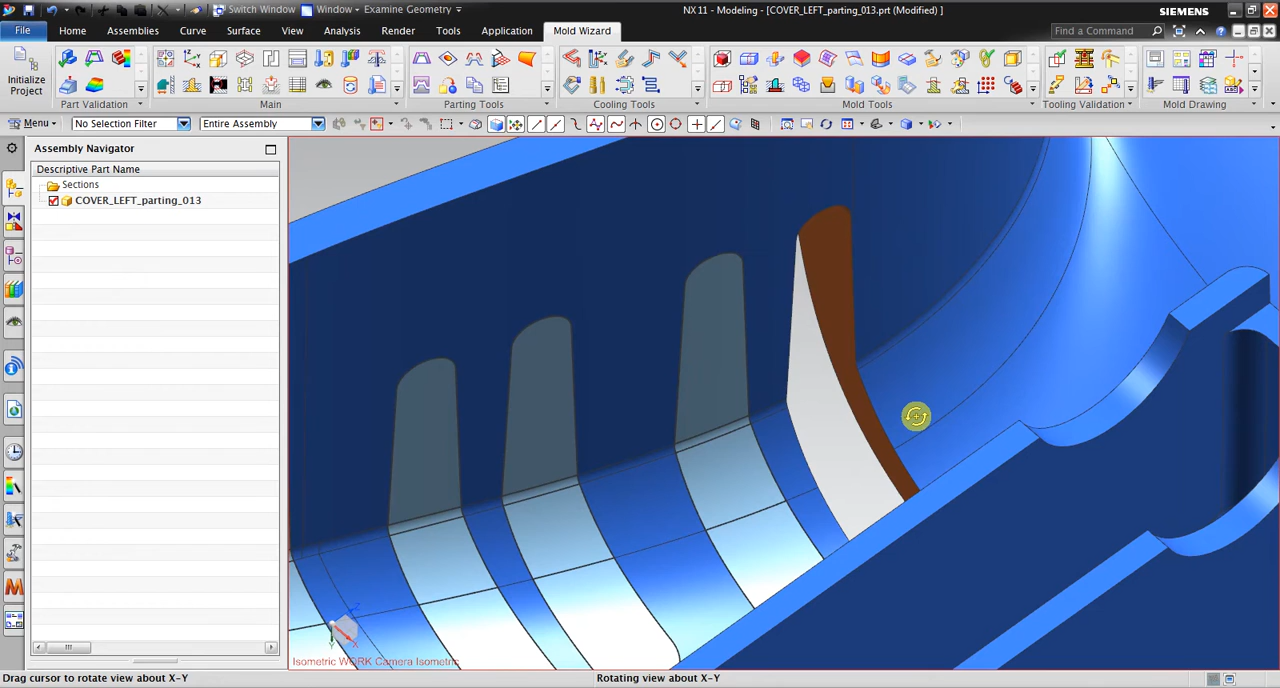 Switch Window
Window
Examine Geometry
NX 11 - Modeling - [COVER_LEFT_parting_013.prt (Modified) ]
SIEMENS
File
Home
Assemblies
Curve
Surface
View
Analysis
Render
Tools
Application
Mold Wizard
Find a Command
Initialize
Project
Part Validation
Main
Parting Tools
Cooling Tools
Mold Tools
Tooling Validation
Mold Drawing
Menu
No Selection Filter
Entire Assembly
Assembly Navigator
Descriptive Part Name
Sections
COVER_LEFT_parting_013
Z
X
Y
Isometric WORK Camera Isometric
Drag cursor to rotate view about X-Y
Rotating view about X-Y